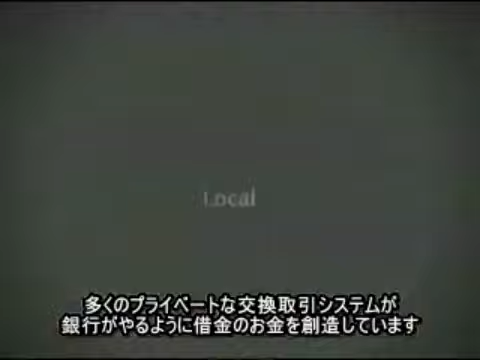 Local
多くのプライベートな交換取引システムが
銀行がやるように借金のお金を創造しています